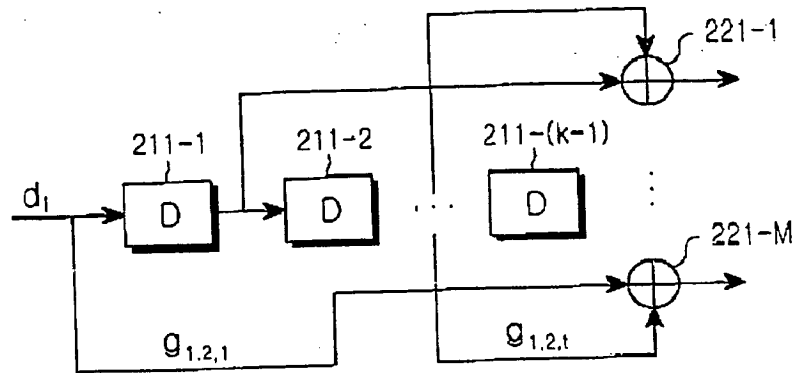 221-1
211-1
211-2
211-(k-1)
d₁
D
D
...
D
⋮
221-M
g₁.₂.₁
g₁.₂.t